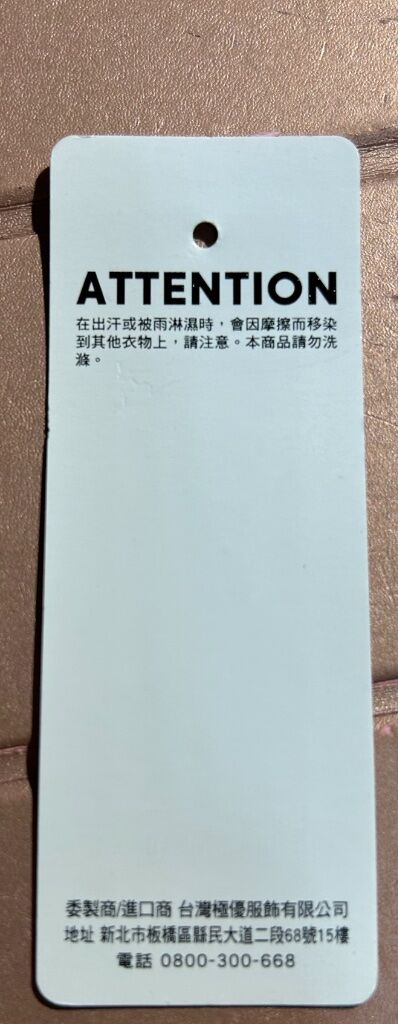 ATTENTION
在出汗或被雨淋濕時，會因摩擦而移染
到其他衣物上，請注意。本商品請勿洗
滌。
委製商/進口商 台灣極優服飾有限公司
地址 新北市板橋區縣民大道二段68號15樓
電話 0800-300-668